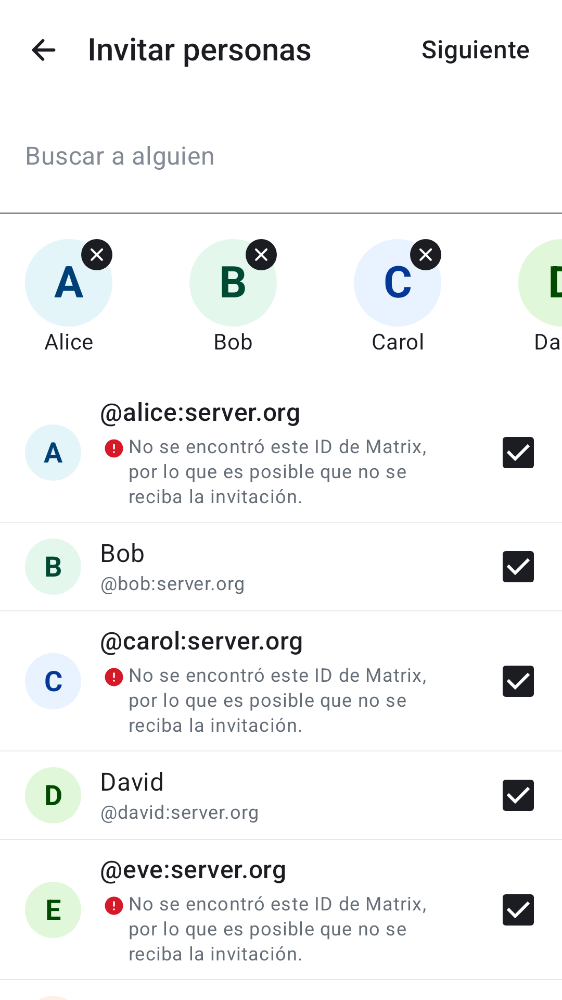 Invitar personas
Siguiente
Buscar a alguien
A
B
C
D
Alice
Bob
Carol
Da
A
@alice:server.org
No se encontró este ID de Matrix,
por lo que es posible que no se
reciba la invitación.
B
Bob
@bob:server.org
C
@carol:server.org
No se encontró este ID de Matrix,
por lo que es posible que no se
reciba la invitación.
D
David
@david:server.org
E
@eve:server.org
No se encontró este ID de Matrix,
por lo que es posible que no se
reciba la invitación.